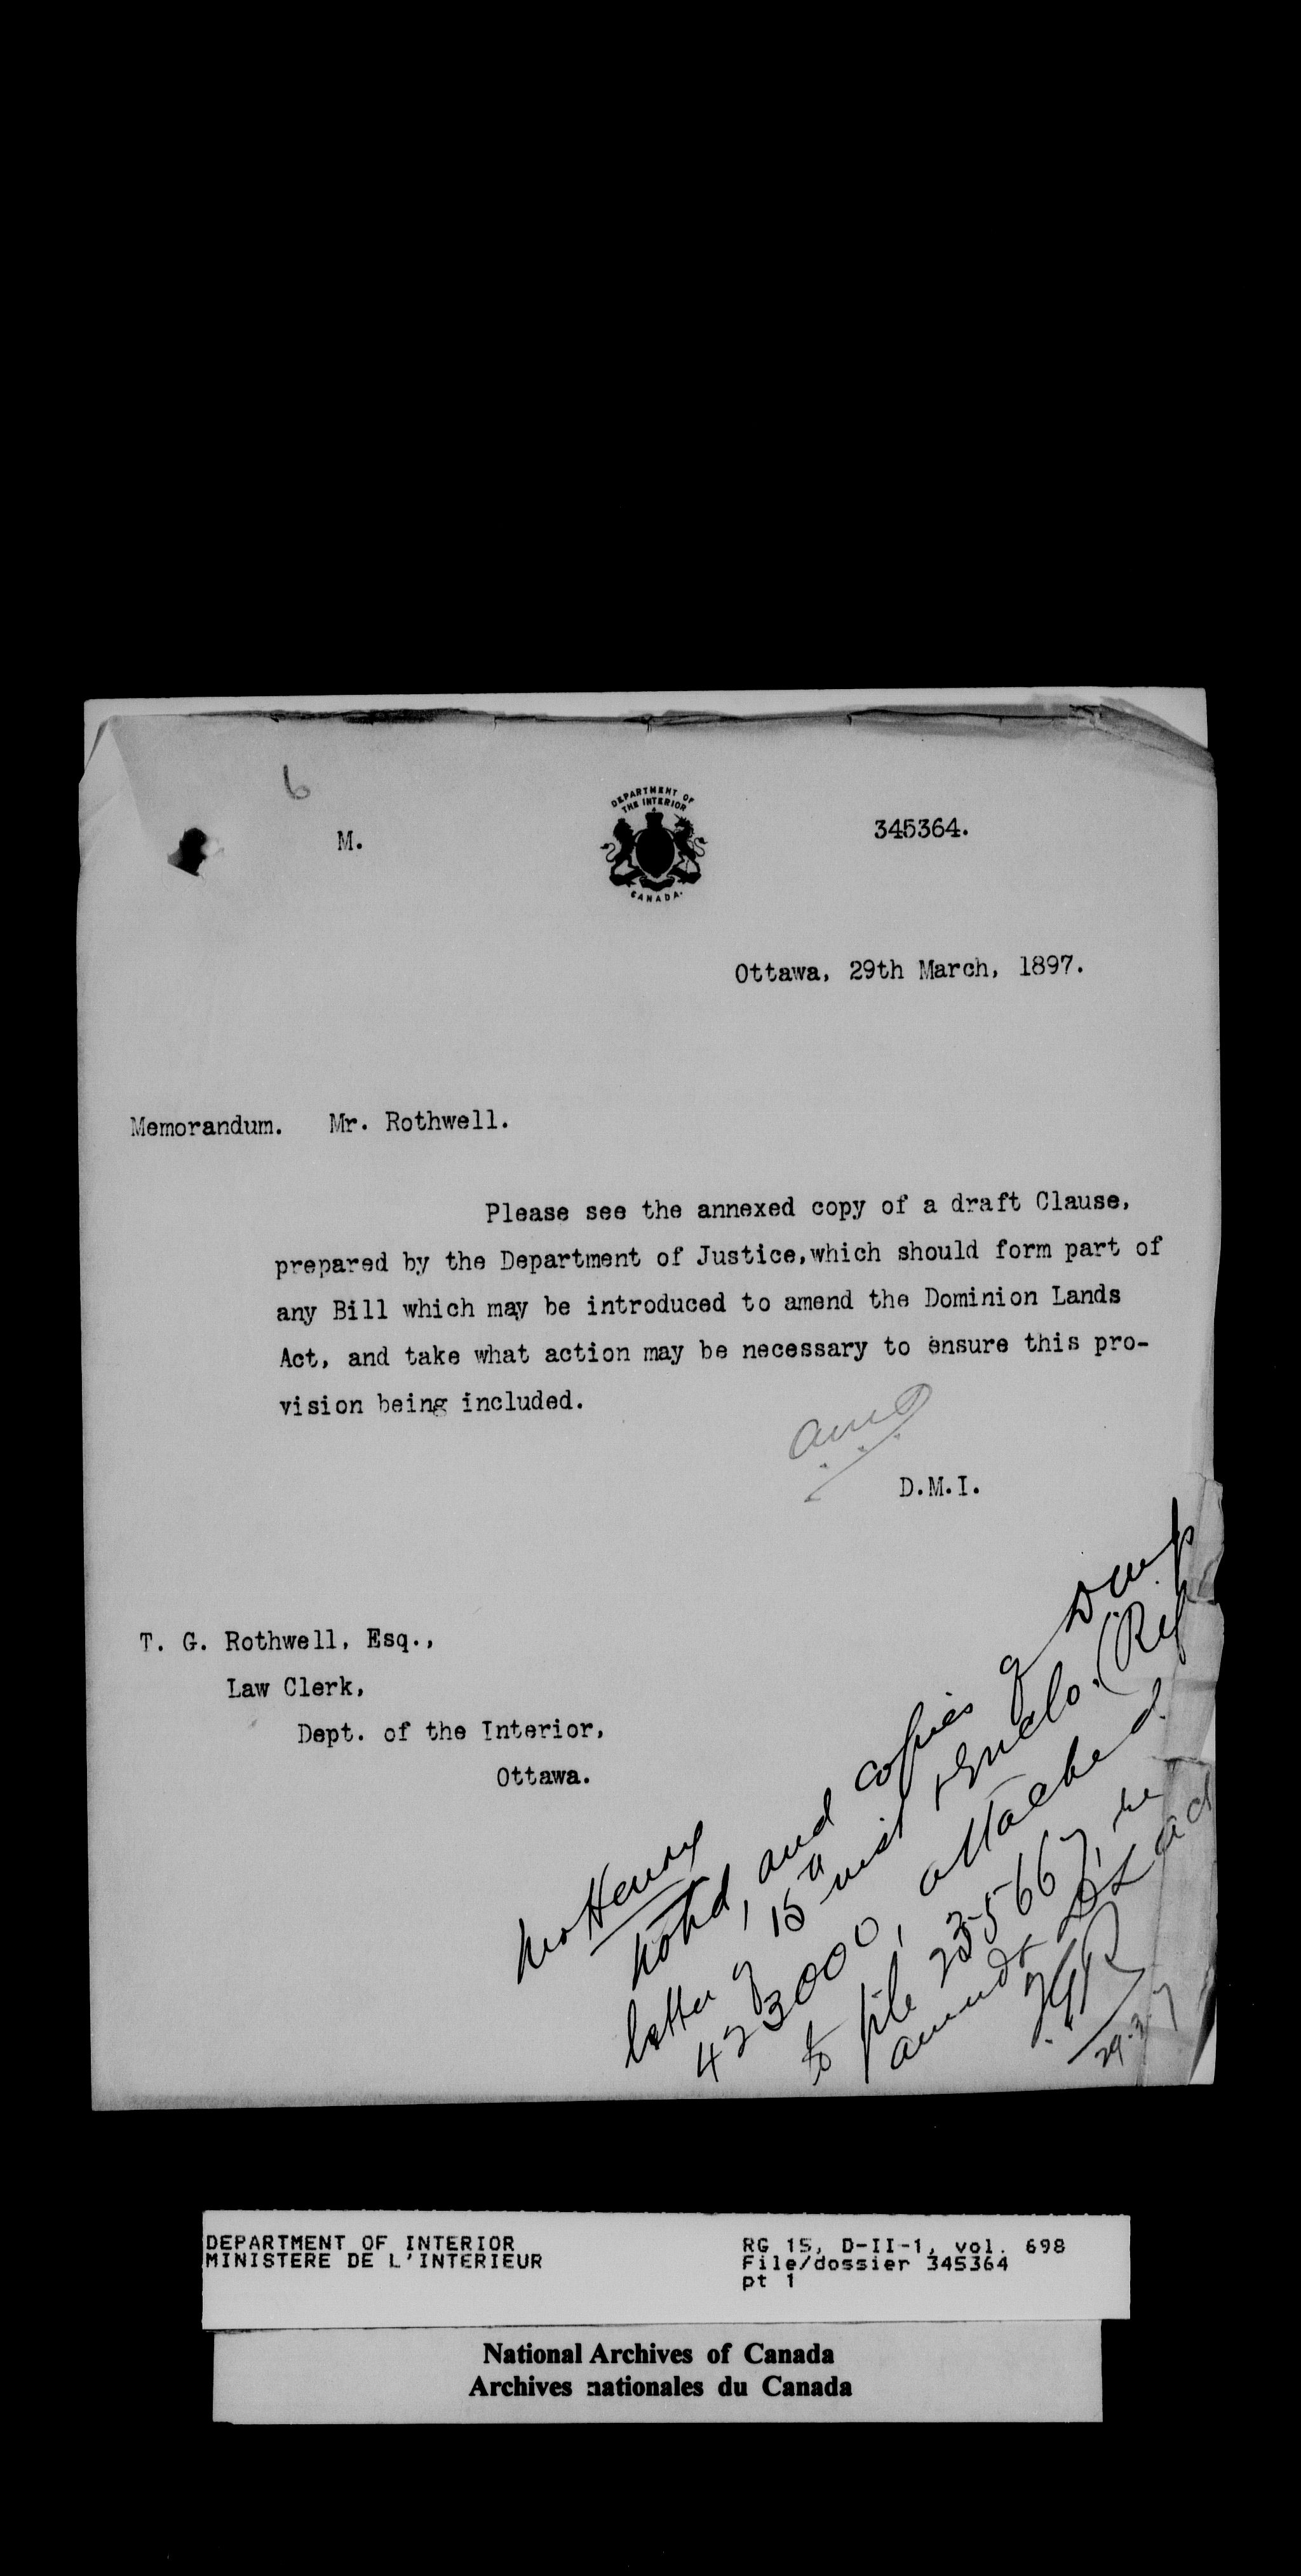 6
M.
DEPARTMENT OF
THE INTERIOR
CANADA.
345364.
Ottawa, 29th March, 1897.
Memorandum. Mr. Rothwell.
Please see the annexed copy of a draft Clause,
prepared by the Department of Justice,which should form part of
any Bill which may be introduced to amend the Dominion Lands
Act, and take what action may be necessary to ensure this pro-
vision being included.
D.M.I.
T. G. Rothwell, Esq.,
Law Clerk,
Dept. of the Interior,
Ottawa.
Mr Henry
Noted, and copies of
letter of 15th inst & enclo. (Ref
423000, attached
to file 235667, re
amendt D L Act
29.3.7
DEPARTMENT OF INTERIOR
MINISTERE DE L'INTERIEUR
RG 15, D-II-1, vol. 698
File/dossier 345364
pt 1
National Archives of Canada
Archives nationales du Canada